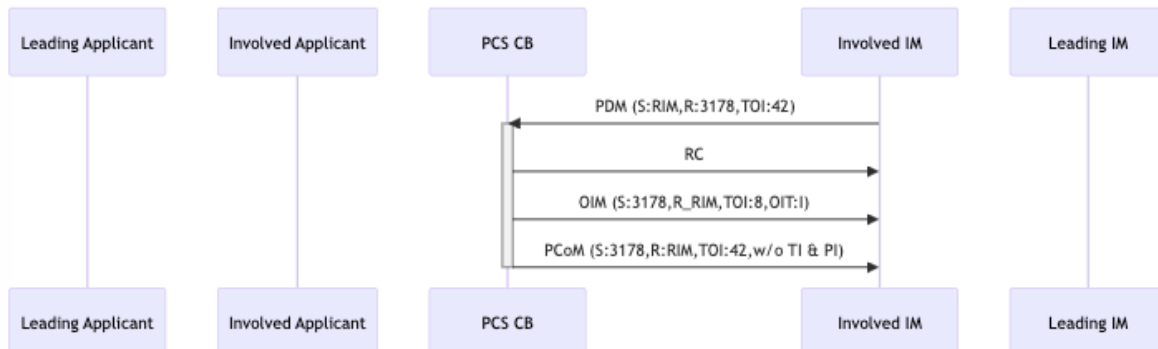 Leading Applicant
Involved Applicant
PCS CB
Involved IM
Leading IM
PDM (S:RIM,R:3178,TOI:42)
RC
OIM (S:3178,R_RIM,TOI:8,OIT:I)
PCoM (S:3178,R:RIM,TOI:42,w/o TI & PI)
Leading Applicant
Involved Applicant
PCS CB
Involved IM
Leading IM